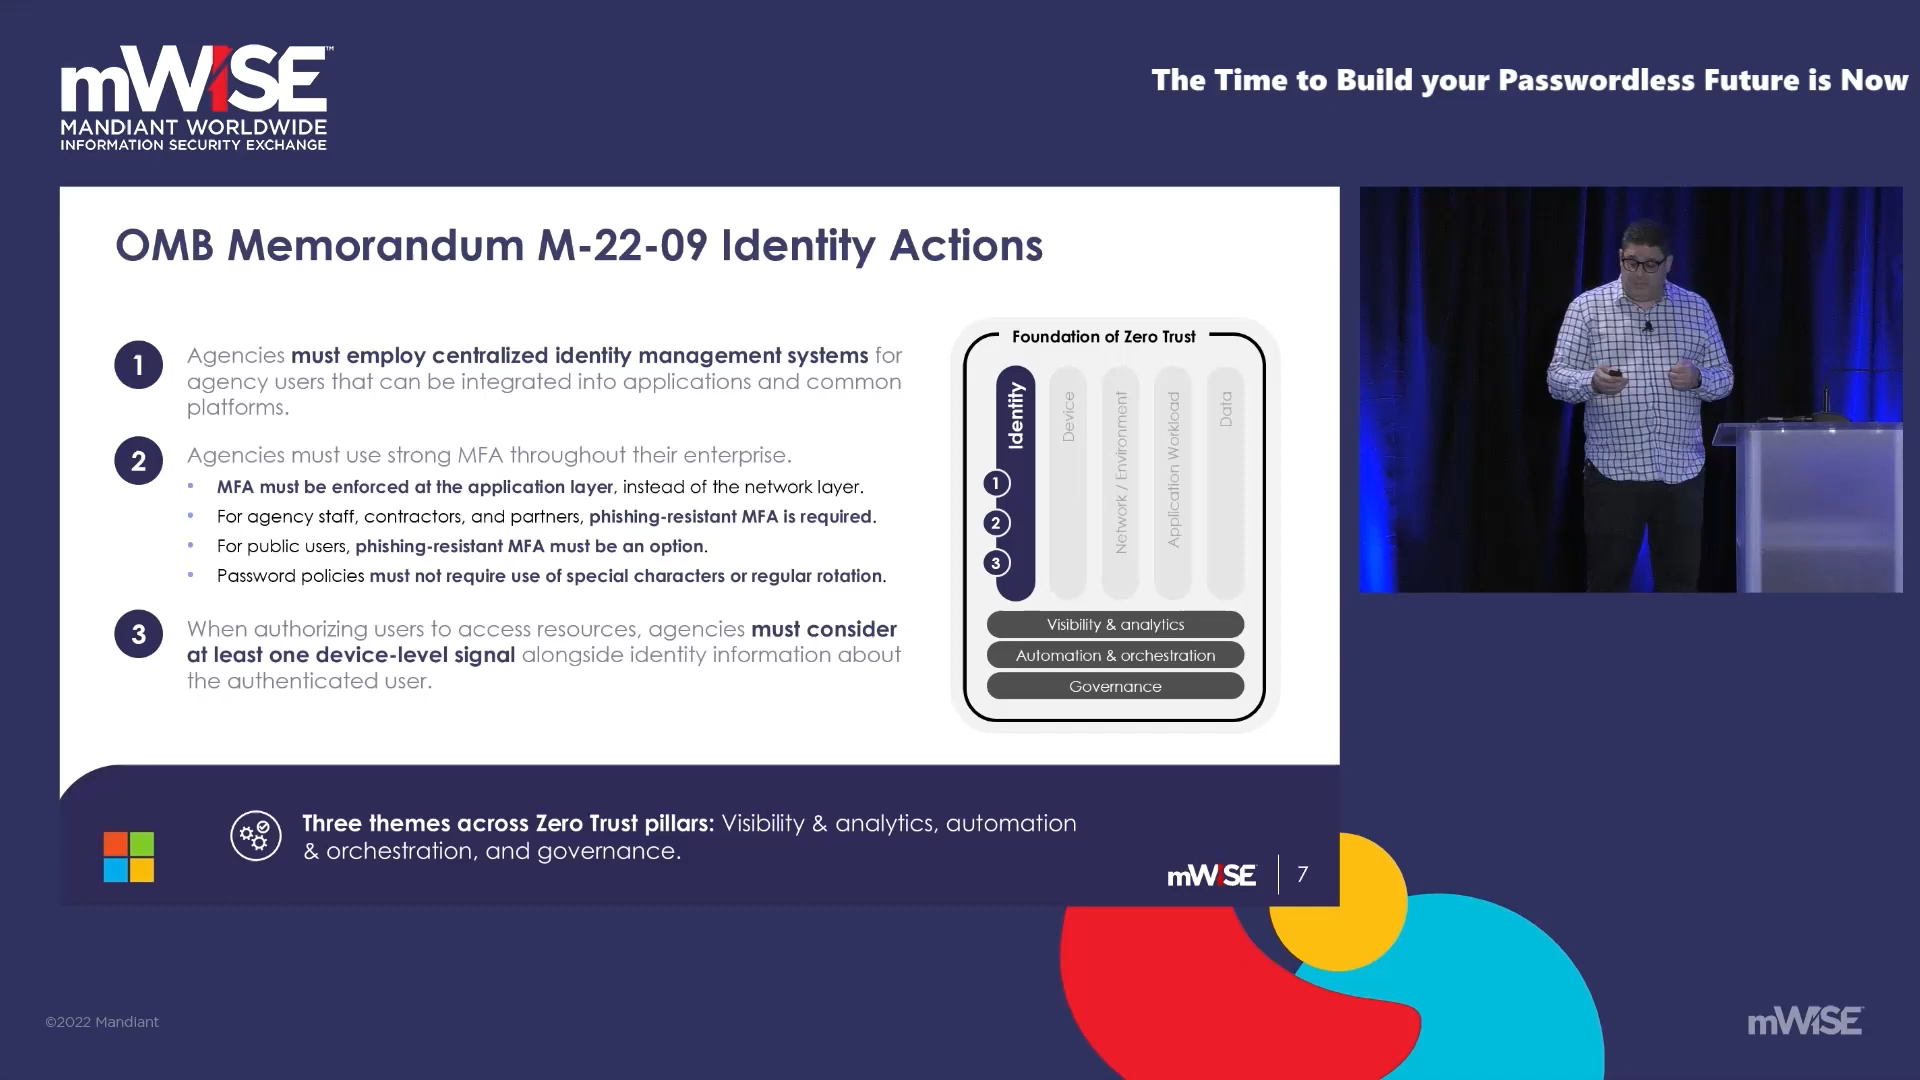 mWISE™
MANDIANT WORLDWIDE
INFORMATION SECURITY EXCHANGE
The Time to Build your Passwordless Future is Now
OMB Memorandum M-22-09 Identity Actions
1
Agencies must employ centralized identity management systems for
agency users that can be integrated into applications and common
platforms.
2
Agencies must use strong MFA throughout their enterprise.
• MFA must be enforced at the application layer, instead of the network layer.
• For agency staff, contractors, and partners, phishing-resistant MFA is required.
• For public users, phishing-resistant MFA must be an option.
• Password policies must not require use of special characters or regular rotation.
3
When authorizing users to access resources, agencies must consider
at least one device-level signal alongside identity information about
the authenticated user.
Foundation of Zero Trust
Identity
Device
Network / Environment
Application Workload
Data
1
2
3
Visibility & analytics
Automation & orchestration
Governance
Three themes across Zero Trust pillars: Visibility & analytics, automation
& orchestration, and governance.
mWISE
7
©2022 Mandiant
mWISE